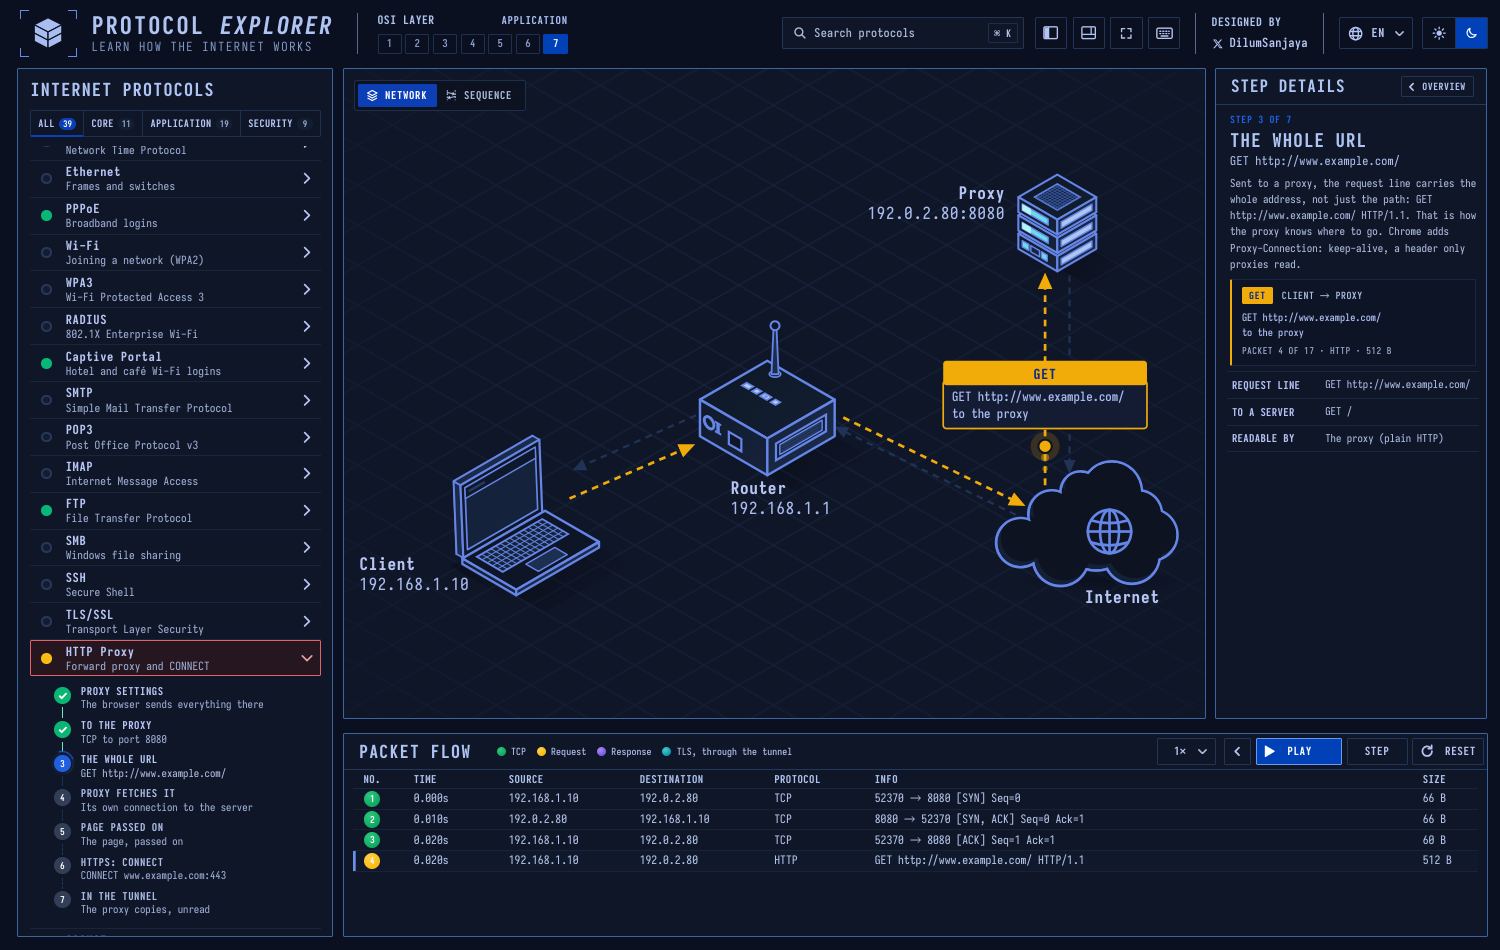 PROTOCOL EXPLORER
LEARN HOW THE INTERNET WORKS
OSI LAYER APPLICATION
1 2 3 4 5 6 7
Search protocols ⌘ K
DESIGNED BY
DilumSanjaya
EN
INTERNET PROTOCOLS
ALL 39 CORE 11 APPLICATION 19 SECURITY 9
Network Time Protocol
Ethernet
Frames and switches
PPPoE
Broadband logins
Wi-Fi
Joining a network (WPA2)
WPA3
Wi-Fi Protected Access 3
RADIUS
802.1X Enterprise Wi-Fi
Captive Portal
Hotel and café Wi-Fi logins
SMTP
Simple Mail Transfer Protocol
POP3
Post Office Protocol v3
IMAP
Internet Message Access
FTP
File Transfer Protocol
SMB
Windows file sharing
SSH
Secure Shell
TLS/SSL
Transport Layer Security
HTTP Proxy
Forward proxy and CONNECT
PROXY SETTINGS
The browser sends everything there
TO THE PROXY
TCP to port 8080
3 THE WHOLE URL
GET http://www.example.com/
4 PROXY FETCHES IT
Its own connection to the server
5 PAGE PASSED ON
The page, passed on
6 HTTPS: CONNECT
CONNECT www.example.com:443
7 IN THE TUNNEL
The proxy copies, unread
NETWORK SEQUENCE
Proxy
192.0.2.80:8080
GET
GET http://www.example.com/
to the proxy
Router
192.168.1.1
Client
192.168.1.10
Internet
STEP DETAILS OVERVIEW
STEP 3 OF 7
THE WHOLE URL
GET http://www.example.com/
Sent to a proxy, the request line carries the
whole address, not just the path: GET
http://www.example.com/ HTTP/1.1. That is how
the proxy knows where to go. Chrome adds
Proxy-Connection: keep-alive, a header only
proxies read.
GET CLIENT → PROXY
GET http://www.example.com/
to the proxy
PACKET 4 OF 17 · HTTP · 512 B
REQUEST LINE GET http://www.example.com/
TO A SERVER GET /
READABLE BY The proxy (plain HTTP)
PACKET FLOW TCP Request Response TLS, through the tunnel
1× PLAY STEP RESET
NO. TIME SOURCE DESTINATION PROTOCOL INFO SIZE
1 0.000s 192.168.1.10 192.0.2.80 TCP 52370 → 8080 [SYN] Seq=0 66 B
2 0.010s 192.0.2.80 192.168.1.10 TCP 8080 → 52370 [SYN, ACK] Seq=0 Ack=1 66 B
3 0.020s 192.168.1.10 192.0.2.80 TCP 52370 → 8080 [ACK] Seq=1 Ack=1 60 B
4 0.020s 192.168.1.10 192.0.2.80 HTTP GET http://www.example.com/ HTTP/1.1 512 B